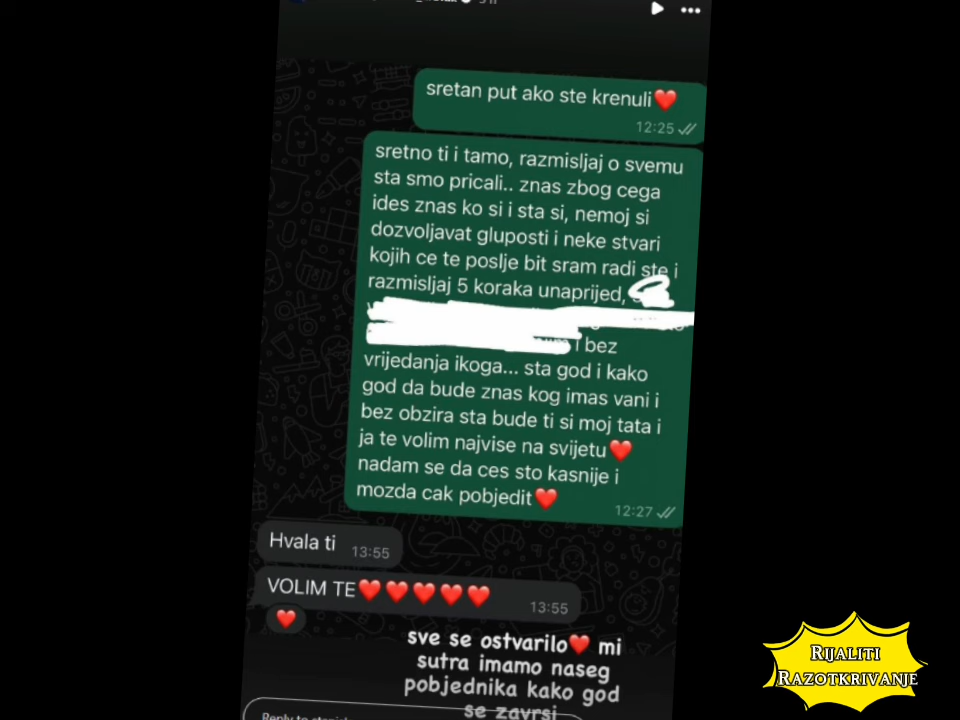 sretan put ako ste krenuli❤️
12:25
sretno ti i tamo, razmisljaj o svemu
sta smo pricali.. znas zbog cega
ides znas ko si i sta si, nemoj si
dozvoljavat gluposti i neke stvari
kojih ce te poslje bit sram radi ste i
razmisljaj 5 koraka unaprijed,
i bez
vrijedanja ikoga... sta god i kako
god da bude znas kog imas vani i
bez obzira sta bude ti si moj tata i
ja te volim najvise na svijetu❤️
nadam se da ces sto kasnije i
mozda cak pobjedit❤️
12:27
Hvala ti
13:55
VOLIM TE❤️❤️❤️❤️❤️
13:55
❤️
sve se ostvarilo❤️ mi
sutra imamo naseg
pobjednika kako god
se zavrsi
Reply to
RIJALITI
RAZOTKRIVANJE